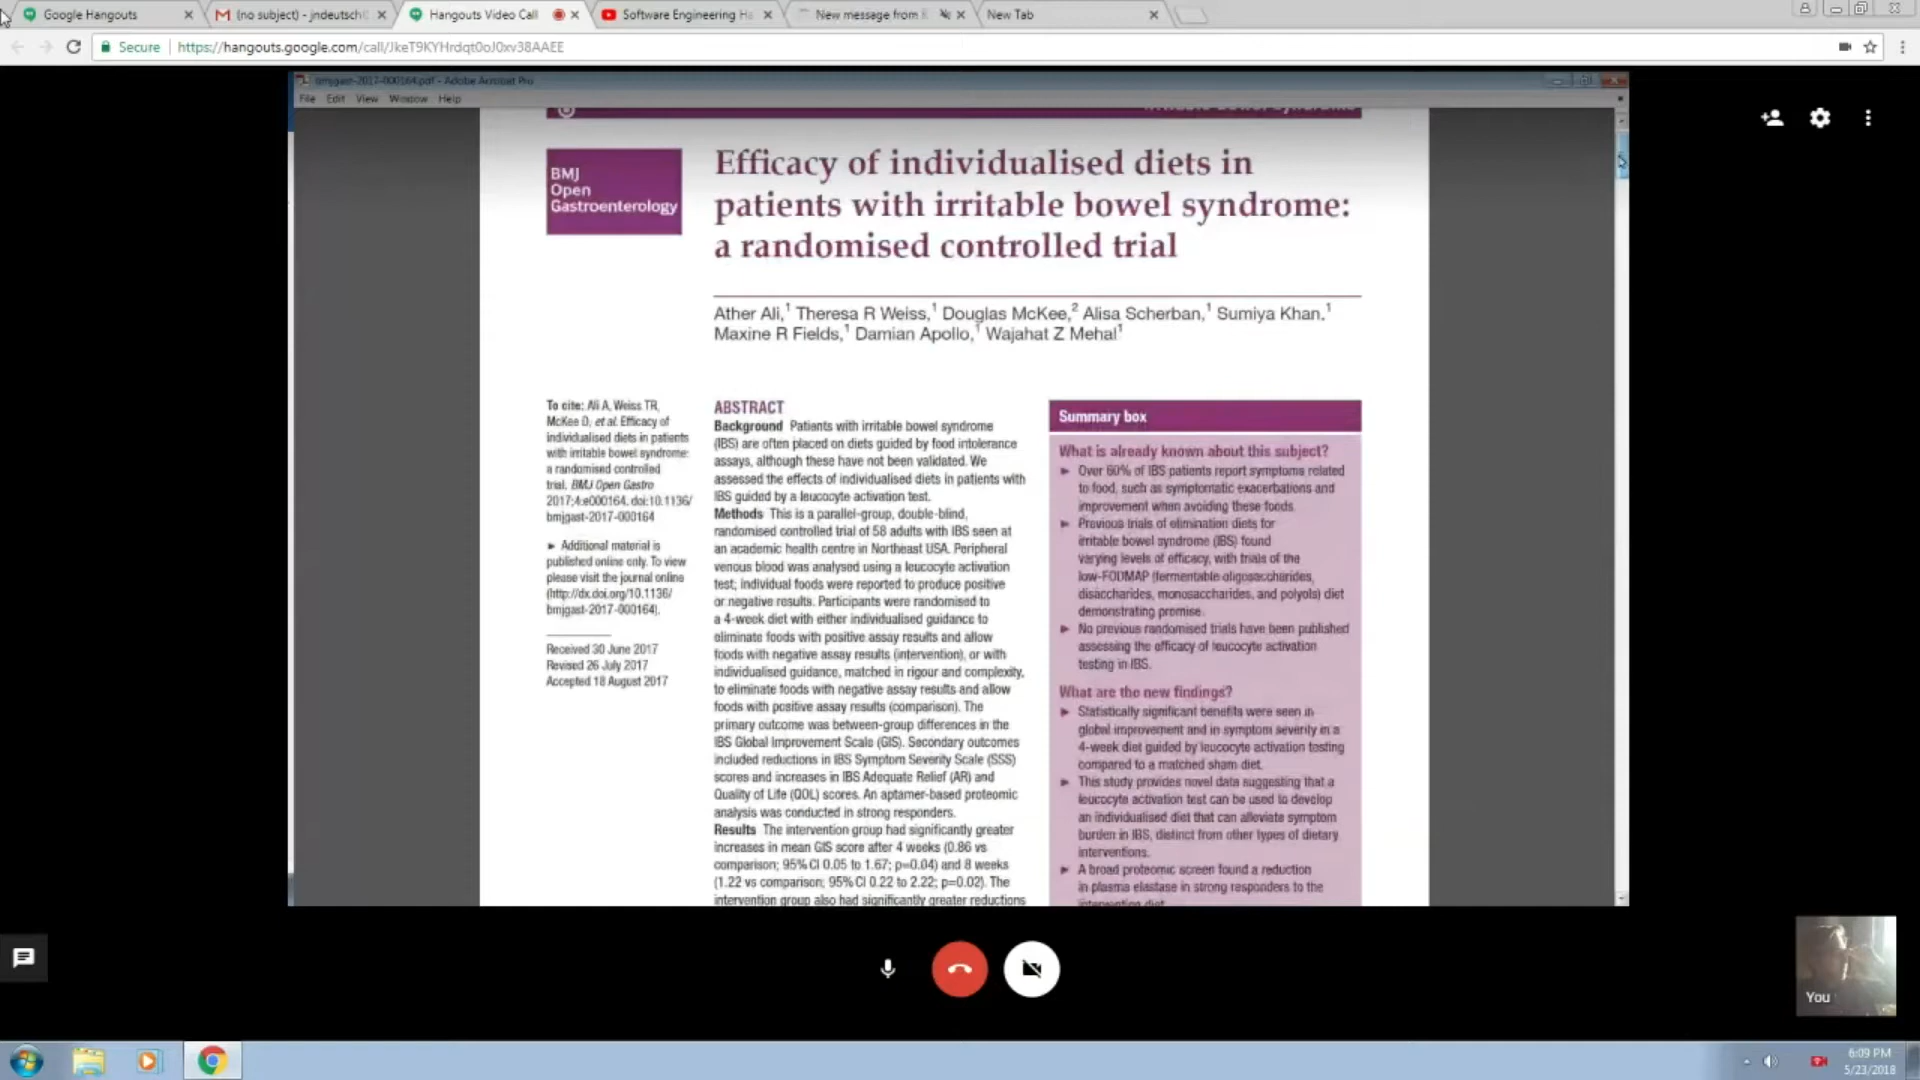 Google Hangouts
(no subject) - jndeutsch
Hangouts Video Call
Software Engineering Ha
New message from
New Tab
Secure
https://hangouts.google.com/call/JkeT9KYHrdqt0oJ0xv38AAEE
bmjgast-2017-000164.pdf - Adobe Acrobat Pro
File Edit View Window Help
BMJ
Open
Gastroenterology
Efficacy of individualised diets in
patients with irritable bowel syndrome:
a randomised controlled trial
Ather Ali,1 Theresa R Weiss,1 Douglas McKee,2 Alisa Scherban,1 Sumiya Khan,1
Maxine R Fields,1 Damian Apollo,1 Wajahat Z Mehal1
To cite: Ali A, Weiss TR,
McKee D, et al. Efficacy of
individualised diets in patients
with irritable bowel syndrome:
a randomised controlled
trial. BMJ Open Gastro
2017;4:e000164. doi:10.1136/
bmjgast-2017-000164
► Additional material is
published online only. To view
please visit the journal online
(http://dx.doi.org/10.1136/
bmjgast-2017-000164).
Received 30 June 2017
Revised 26 July 2017
Accepted 18 August 2017
ABSTRACT
Background Patients with irritable bowel syndrome
(IBS) are often placed on diets guided by food intolerance
assays, although these have not been validated. We
assessed the effects of individualised diets in patients with
IBS guided by a leucocyte activation test.
Methods This is a parallel-group, double-blind,
randomised controlled trial of 58 adults with IBS seen at
an academic health centre in Northeast USA. Peripheral
venous blood was analysed using a leucocyte activation
test; individual foods were reported to produce positive
or negative results. Participants were randomised to
a 4-week diet with either individualised guidance to
eliminate foods with positive assay results and allow
foods with negative assay results (intervention), or with
individualised guidance, matched in rigour and complexity,
to eliminate foods with negative assay results and allow
foods with positive assay results (comparison). The
primary outcome was between-group differences in the
IBS Global Improvement Scale (GIS). Secondary outcomes
included reductions in IBS Symptom Severity Scale (SSS)
scores and increases in IBS Adequate Relief (AR) and
Quality of Life (QOL) scores. An aptamer-based proteomic
analysis was conducted in strong responders.
Results The intervention group had significantly greater
increases in mean GIS score after 4 weeks (0.86 vs
comparison; 95% CI 0.05 to 1.67; p=0.04) and 8 weeks
(1.22 vs comparison; 95% CI 0.22 to 2.22; p=0.02). The
intervention group also had significantly greater reductions
Summary box
What is already known about this subject?
► Over 60% of IBS patients report symptoms related
to food, such as symptomatic exacerbations and
improvement when avoiding these foods.
► Previous trials of elimination diets for
irritable bowel syndrome (IBS) found
varying levels of efficacy, with trials of the
low-FODMAP (fermentable oligosaccharides,
disaccharides, monosaccharides, and polyols) diet
demonstrating promise.
► No previous randomised trials have been published
assessing the efficacy of leucocyte activation
testing in IBS.
What are the new findings?
► Statistically significant benefits were seen in
global improvement and in symptom severity in a
4-week diet guided by leucocyte activation testing
compared to a matched sham diet.
► This study provides novel data suggesting that a
leucocyte activation test can be used to develop
an individualised diet that can alleviate symptom
burden in IBS, distinct from other types of dietary
interventions.
► A broad proteomic screen found a reduction
in plasma elastase in strong responders to the
intervention diet.
You
6:09 PM
5/23/2018